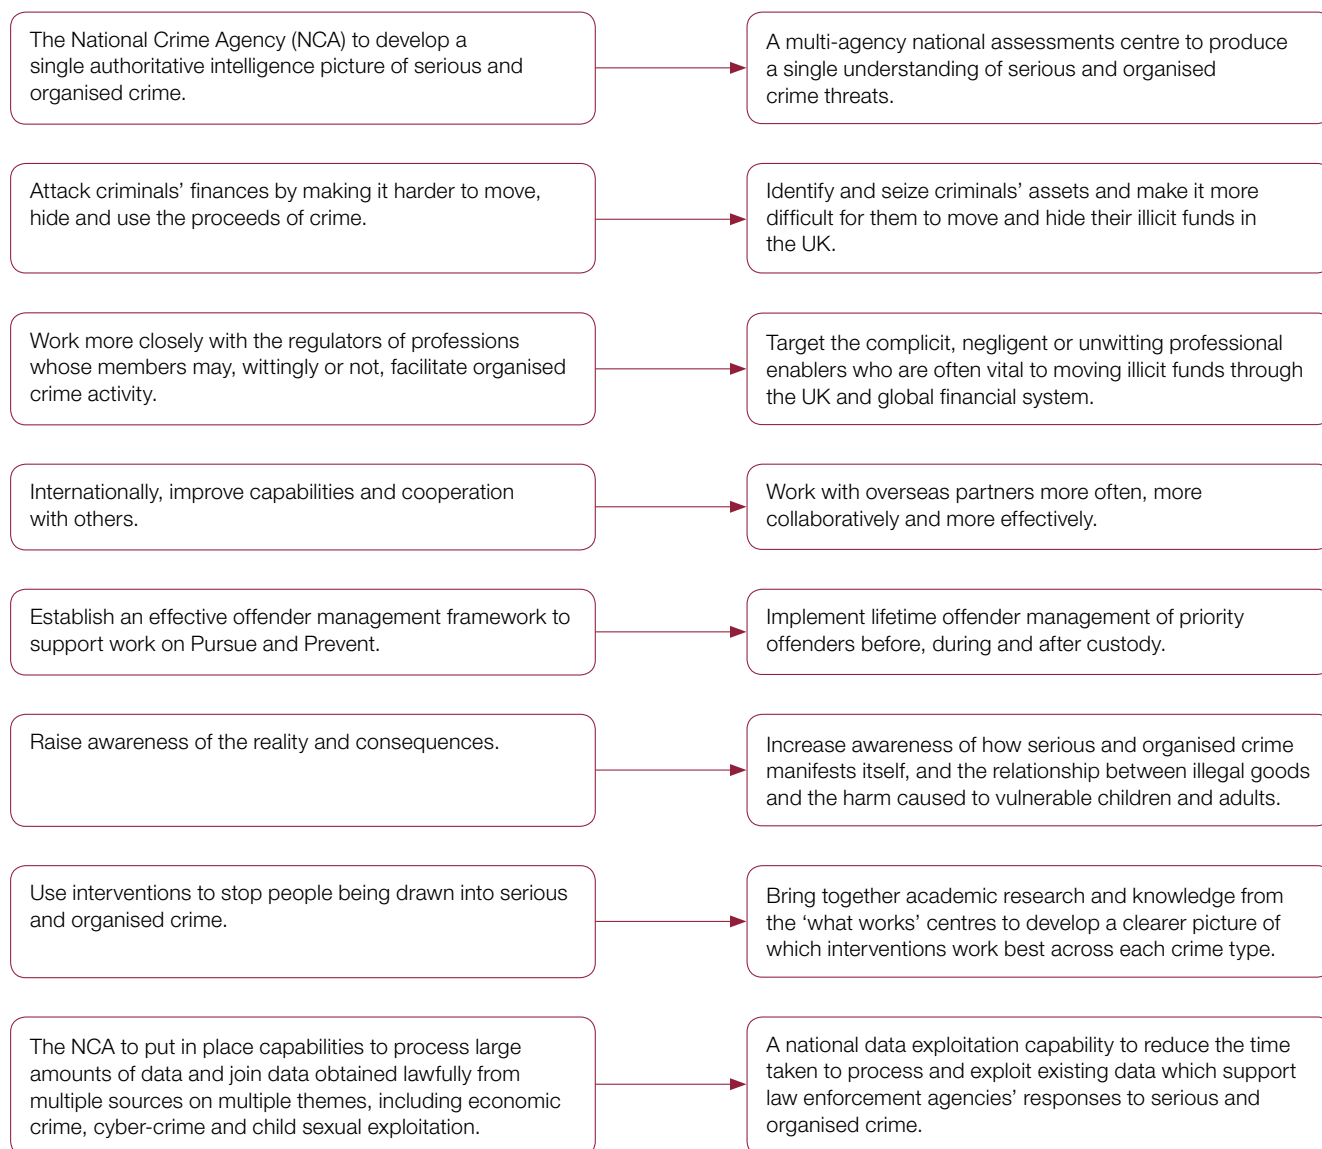 The National Crime Agency (NCA) to develop a
single authoritative intelligence picture of serious and
organised crime.
A multi-agency national assessments centre to produce
a single understanding of serious and organised
crime threats.
Attack criminals’ finances by making it harder to move,
hide and use the proceeds of crime.
Identify and seize criminals’ assets and make it more
difficult for them to move and hide their illicit funds in
the UK.
Work more closely with the regulators of professions
whose members may, wittingly or not, facilitate organised
crime activity.
Target the complicit, negligent or unwitting professional
enablers who are often vital to moving illicit funds through
the UK and global financial system.
Internationally, improve capabilities and cooperation
with others.
Work with overseas partners more often, more
collaboratively and more effectively.
Establish an effective offender management framework to
support work on Pursue and Prevent.
Implement lifetime offender management of priority
offenders before, during and after custody.
Raise awareness of the reality and consequences.
Increase awareness of how serious and organised crime
manifests itself, and the relationship between illegal goods
and the harm caused to vulnerable children and adults.
Use interventions to stop people being drawn into serious
and organised crime.
Bring together academic research and knowledge from
the ‘what works’ centres to develop a clearer picture of
which interventions work best across each crime type.
The NCA to put in place capabilities to process large
amounts of data and join data obtained lawfully from
multiple sources on multiple themes, including economic
crime, cyber-crime and child sexual exploitation.
A national data exploitation capability to reduce the time
taken to process and exploit existing data which support
law enforcement agencies’ responses to serious and
organised crime.